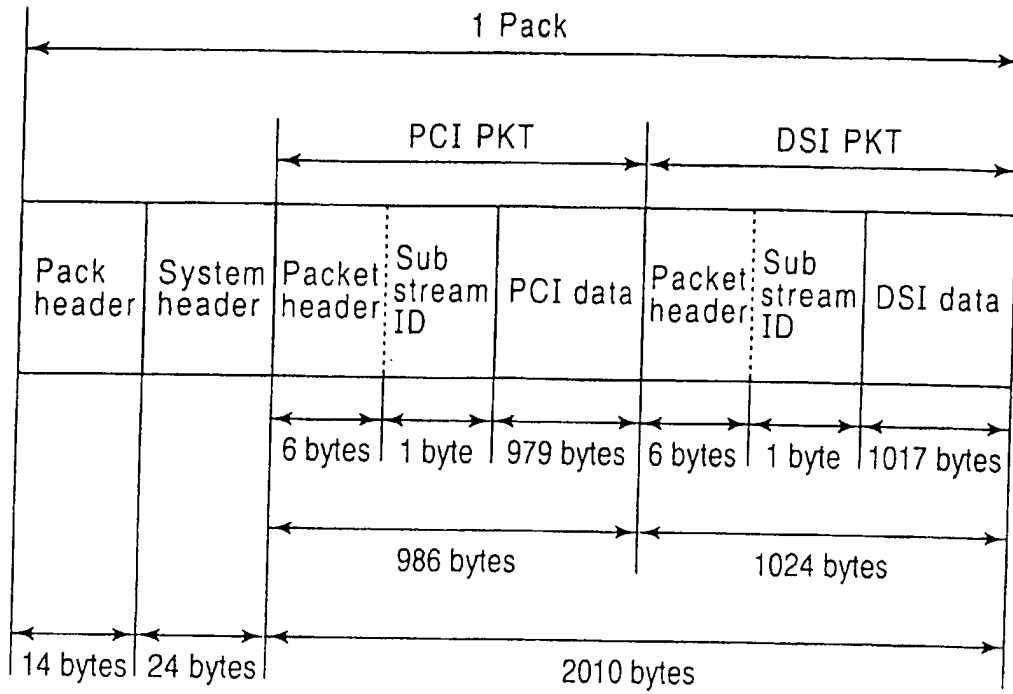 1 Pack
PCI PKT
DSI PKT
Pack
header
System
header
Packet
header
Sub
stream
ID
PCI data
Packet
header
Sub
stream
ID
DSI data
6 bytes
1 byte
979 bytes
6 bytes
1 byte
1017 bytes
986 bytes
1024 bytes
14 bytes
24 bytes
2010 bytes